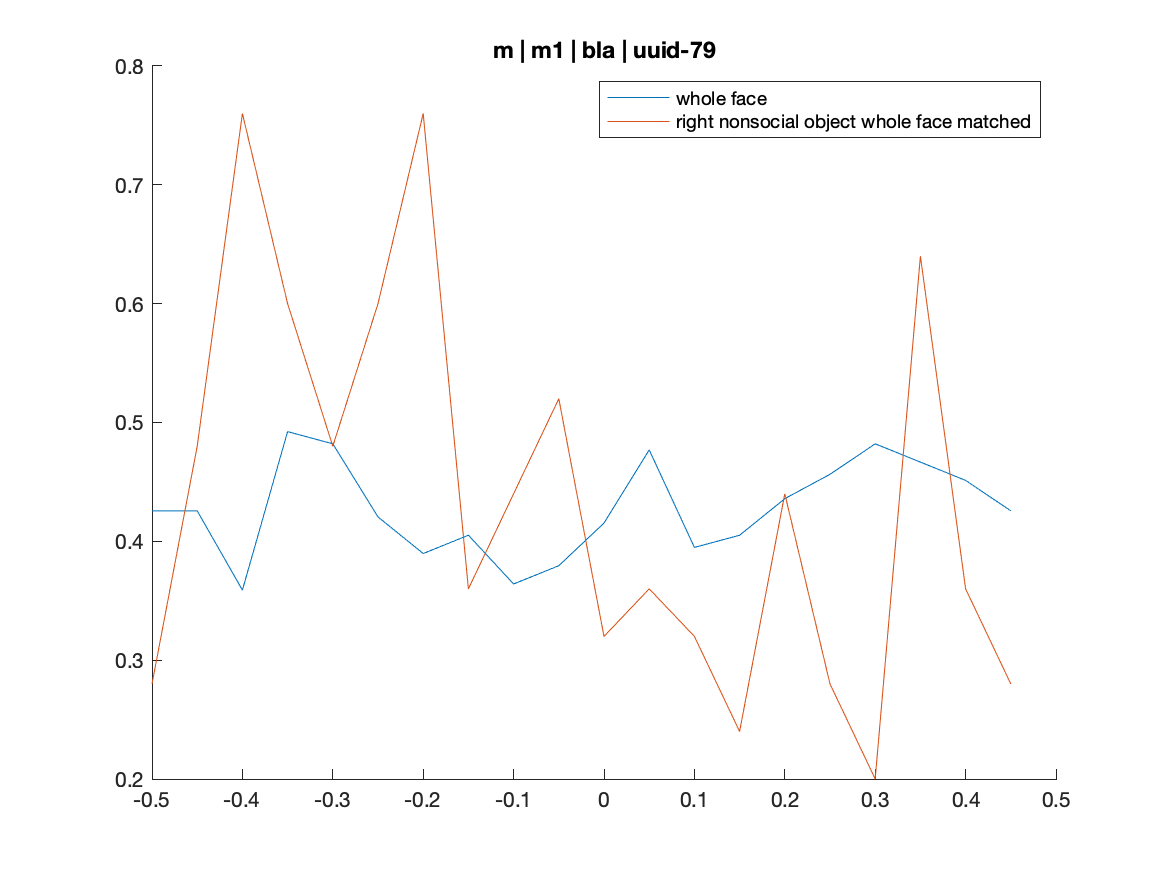 m | m1 | bla | uuid-79
whole face
right nonsocial object whole face matched
0.8
0.7
0.6
0.5
0.4
0.3
0.2
-0.5 -0.4 -0.3 -0.2 -0.1 0 0.1 0.2 0.3 0.4 0.5